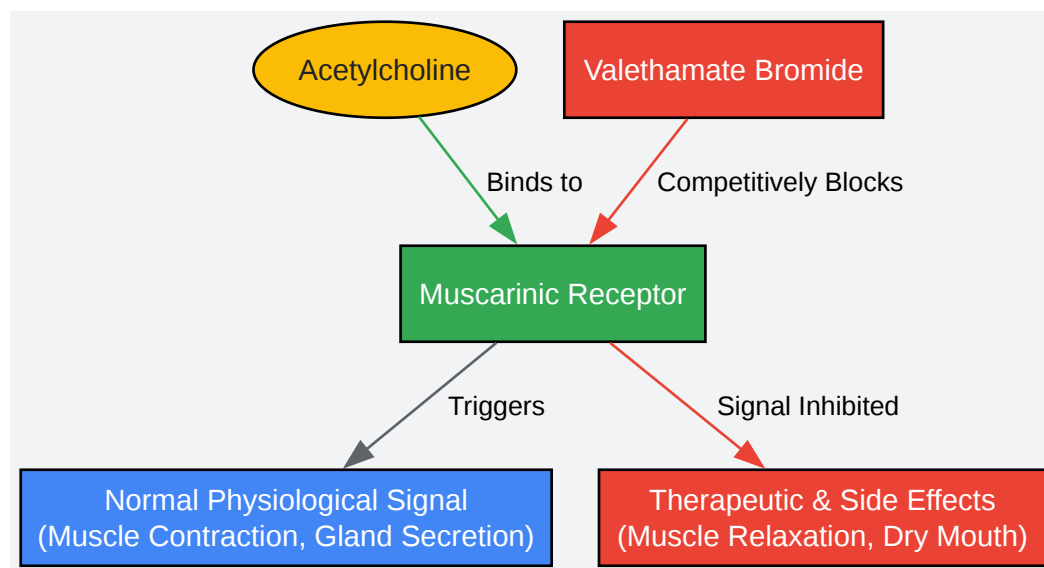 Acetylcholine
Valethamate Bromide
Binds to
Competitively Blocks
Muscarinic Receptor
Triggers
Signal Inhibited
Normal Physiological Signal
(Muscle Contraction, Gland Secretion)
Therapeutic & Side Effects
(Muscle Relaxation, Dry Mouth)